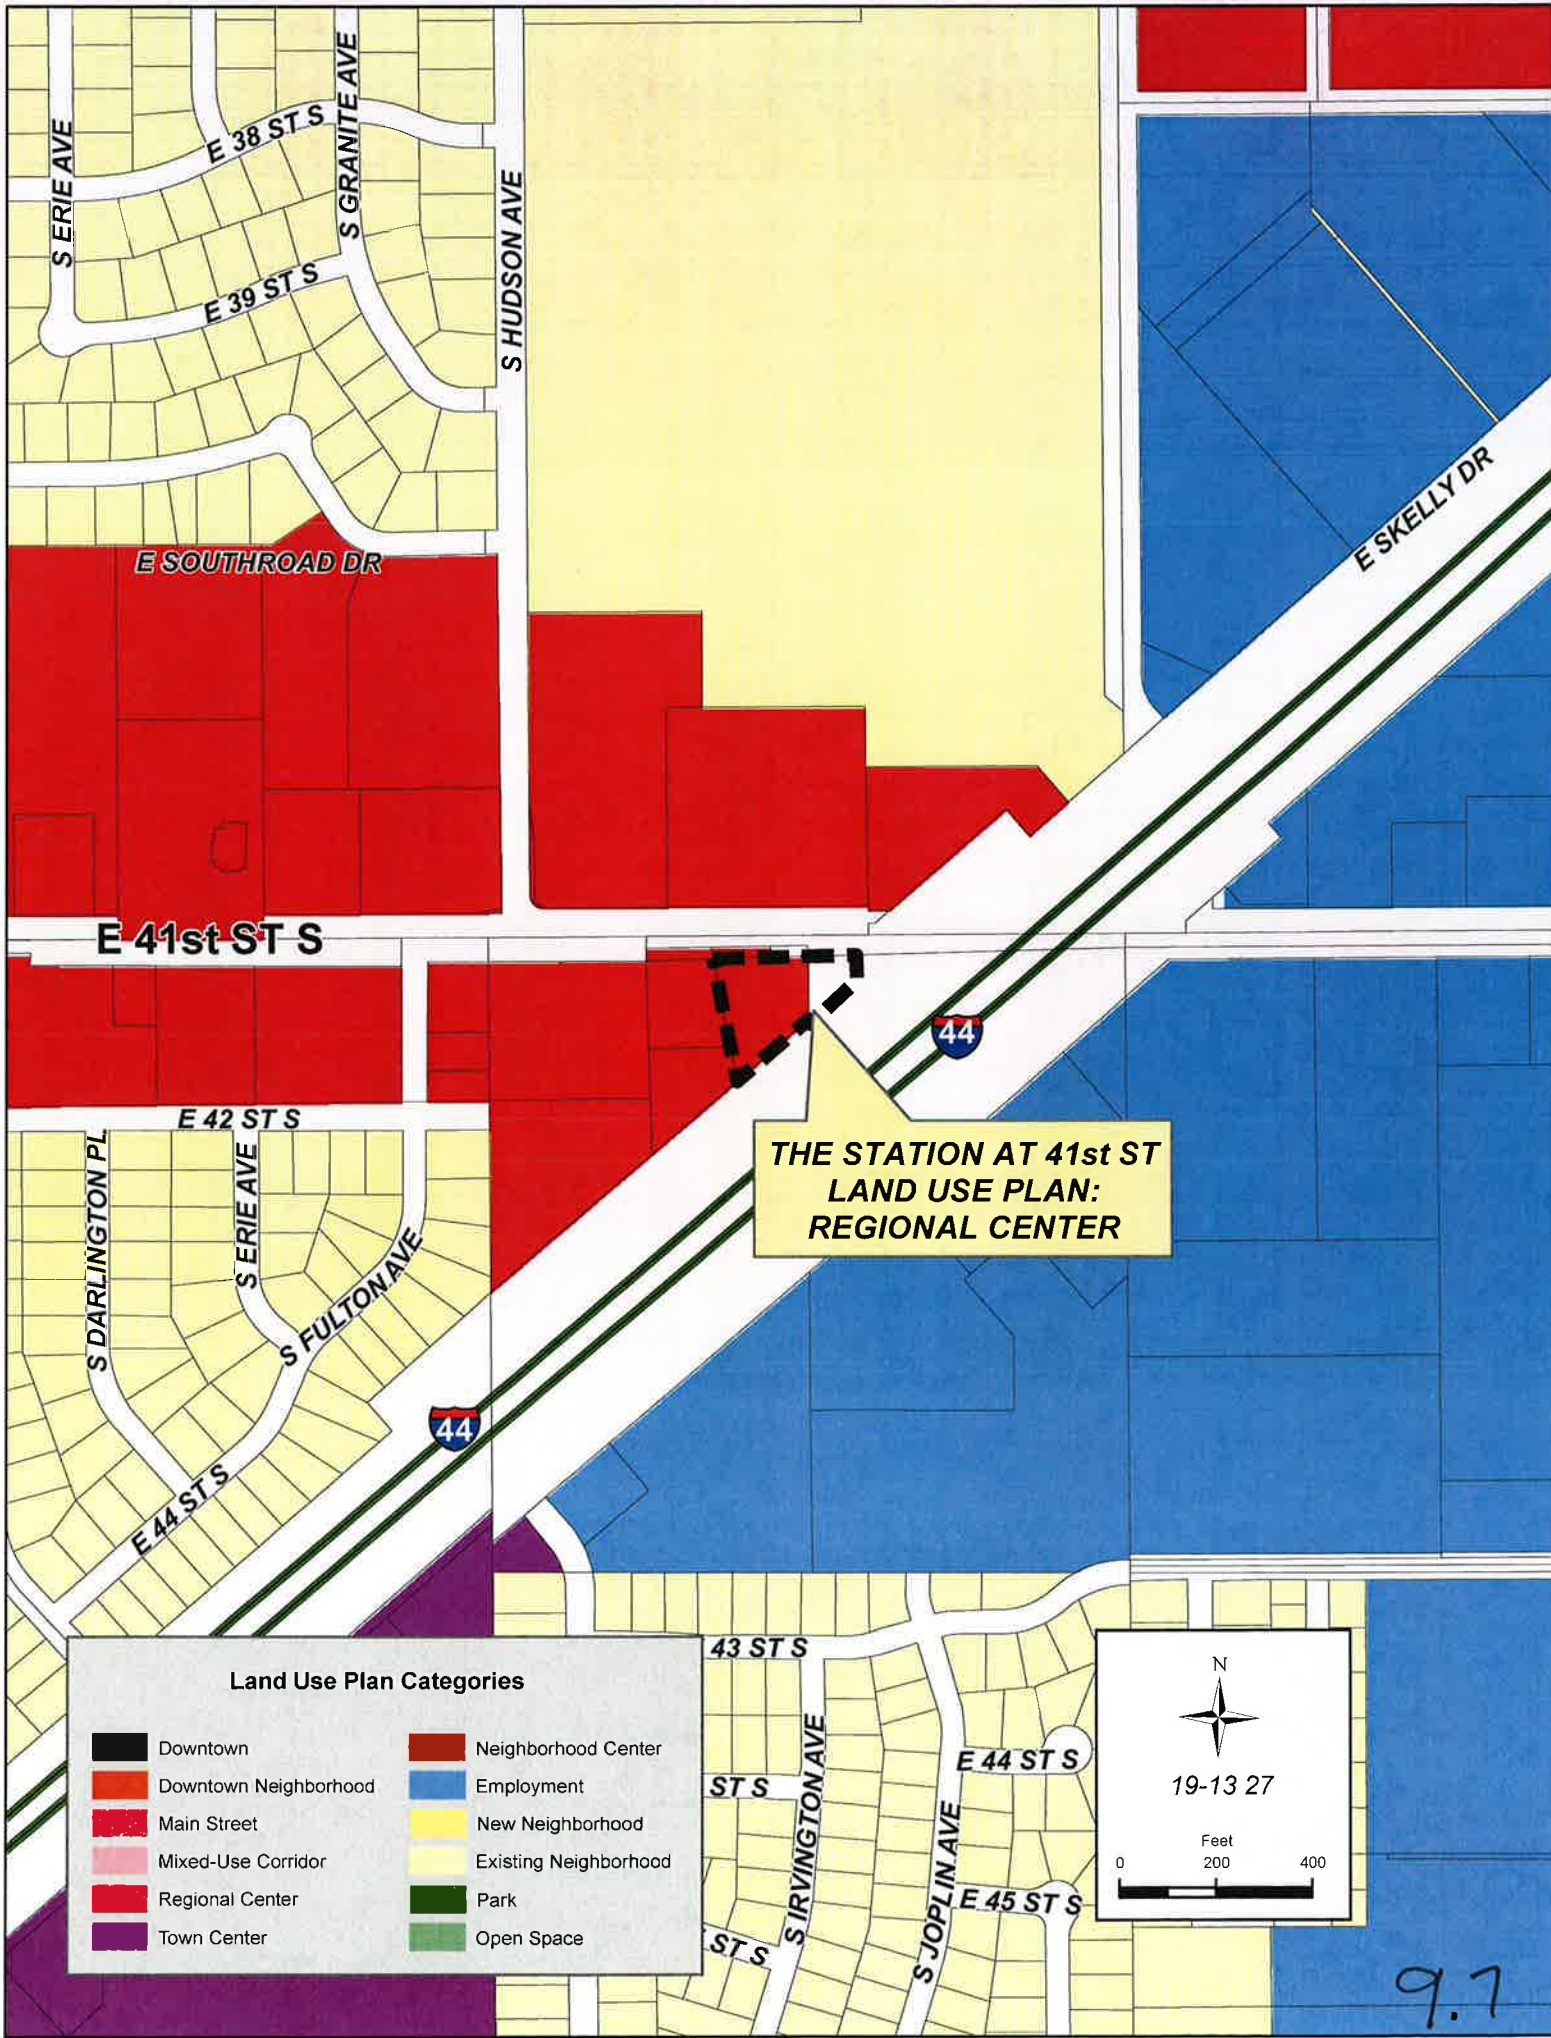 E 38 ST S
S GRANITE AVE
S ERIE AVE
S HUDSON AVE
E 39 ST S
E SKELLY DR
E SOUTHROAD DR
E 41st ST S
44
E 42 ST S
THE STATION AT 41st ST
LAND USE PLAN:
REGIONAL CENTER
S DARLINGTON PL
S ERIE AVE
S FULTON AVE
44
E 44 ST S
43 ST S
Land Use Plan Categories
Downtown
Downtown Neighborhood
Main Street
Mixed-Use Corridor
Regional Center
Town Center
Neighborhood Center
Employment
New Neighborhood
Existing Neighborhood
Park
Open Space
ST S
S IRVINGTON AVE
E 44 ST S
S JOPLIN AVE
E 45 ST S
ST S
N
19-13 27
Feet
0 200 400
9.7